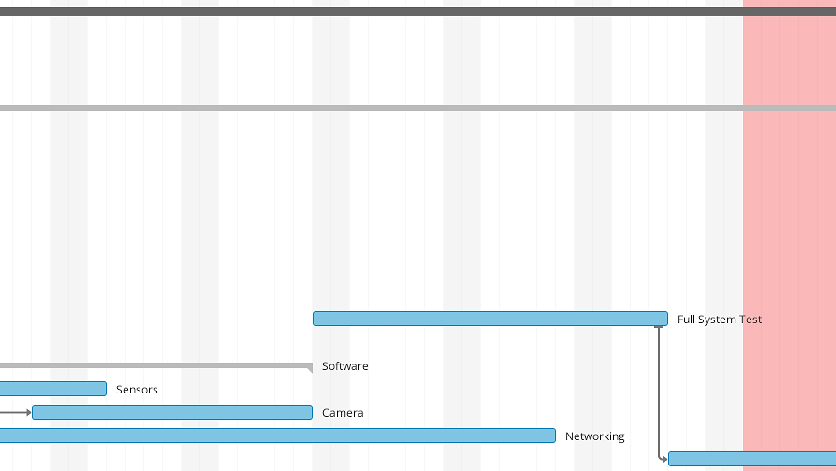 Full System Test
Software
Sensors
Camera
Networking